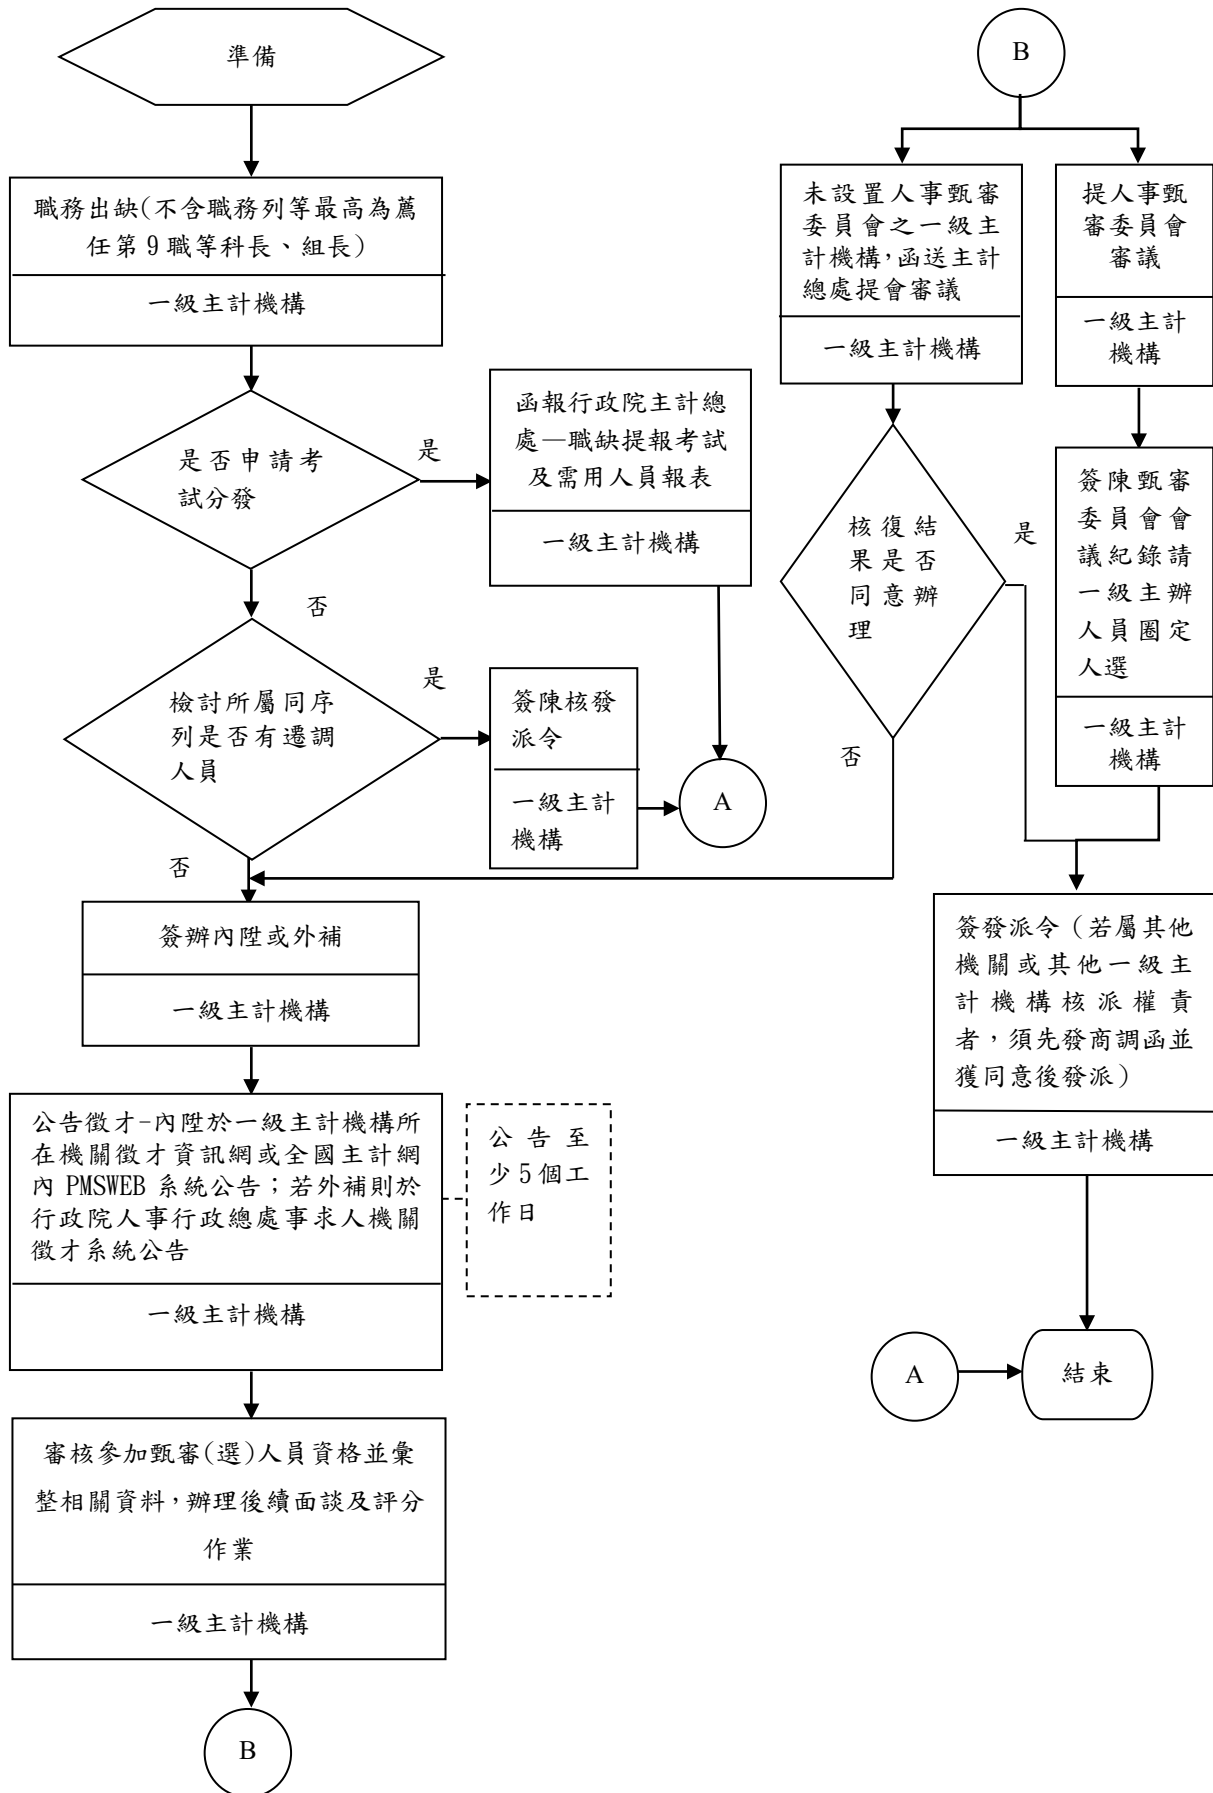 準備
職務出缺(不含職務列等最高為薦
任第9職等科長、組長)
一級主計機構
是否申請考
試分發
是
函報行政院主計總
處—職缺提報考試
及需用人員報表
一級主計機構
否
檢討所屬同序
列是否有遷調
人員
是
簽陳核發
派令
一級主計
機構
A
否
簽辦內陞或外補
一級主計機構
公告徵才-內陞於一級主計機構所
在機關徵才資訊網或全國主計網
內 PMSWEB 系統公告；若外補則於
行政院人事行政總處事求人機關
徵才系統公告
一級主計機構
公告至
少5個工
作日
審核參加甄審(選)人員資格並彙
整相關資料，辦理後續面談及評分
作業
一級主計機構
B
B
未設置人事甄審
委員會之一級主
計機構，函送主計
總處提會審議
一級主計機構
提人事甄
審委員會
審議
一級主計
機構
核復結
果是否
同意辦
理
是
否
簽陳甄審
委員會會
議紀錄請
一級主辦
人員圈定
人選
一級主計
機構
簽發派令（若屬其他
機關或其他一級主
計機構核派權責
者，須先發商調函並
獲同意後發派）
一級主計機構
A
結束